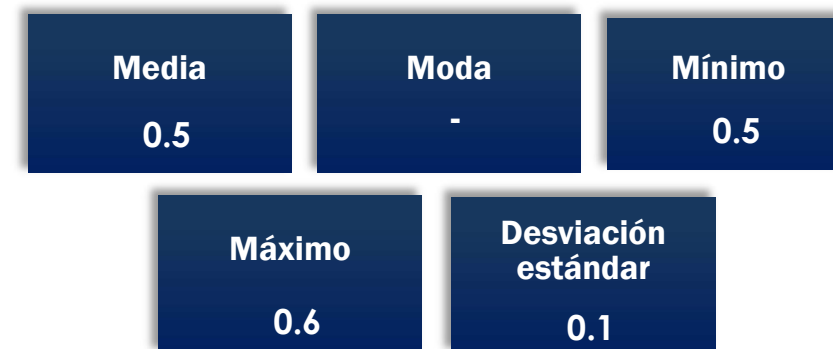 Media
0.5
Moda
-
Mínimo
0.5
Máximo
0.6
Desviación
estándar
0.1